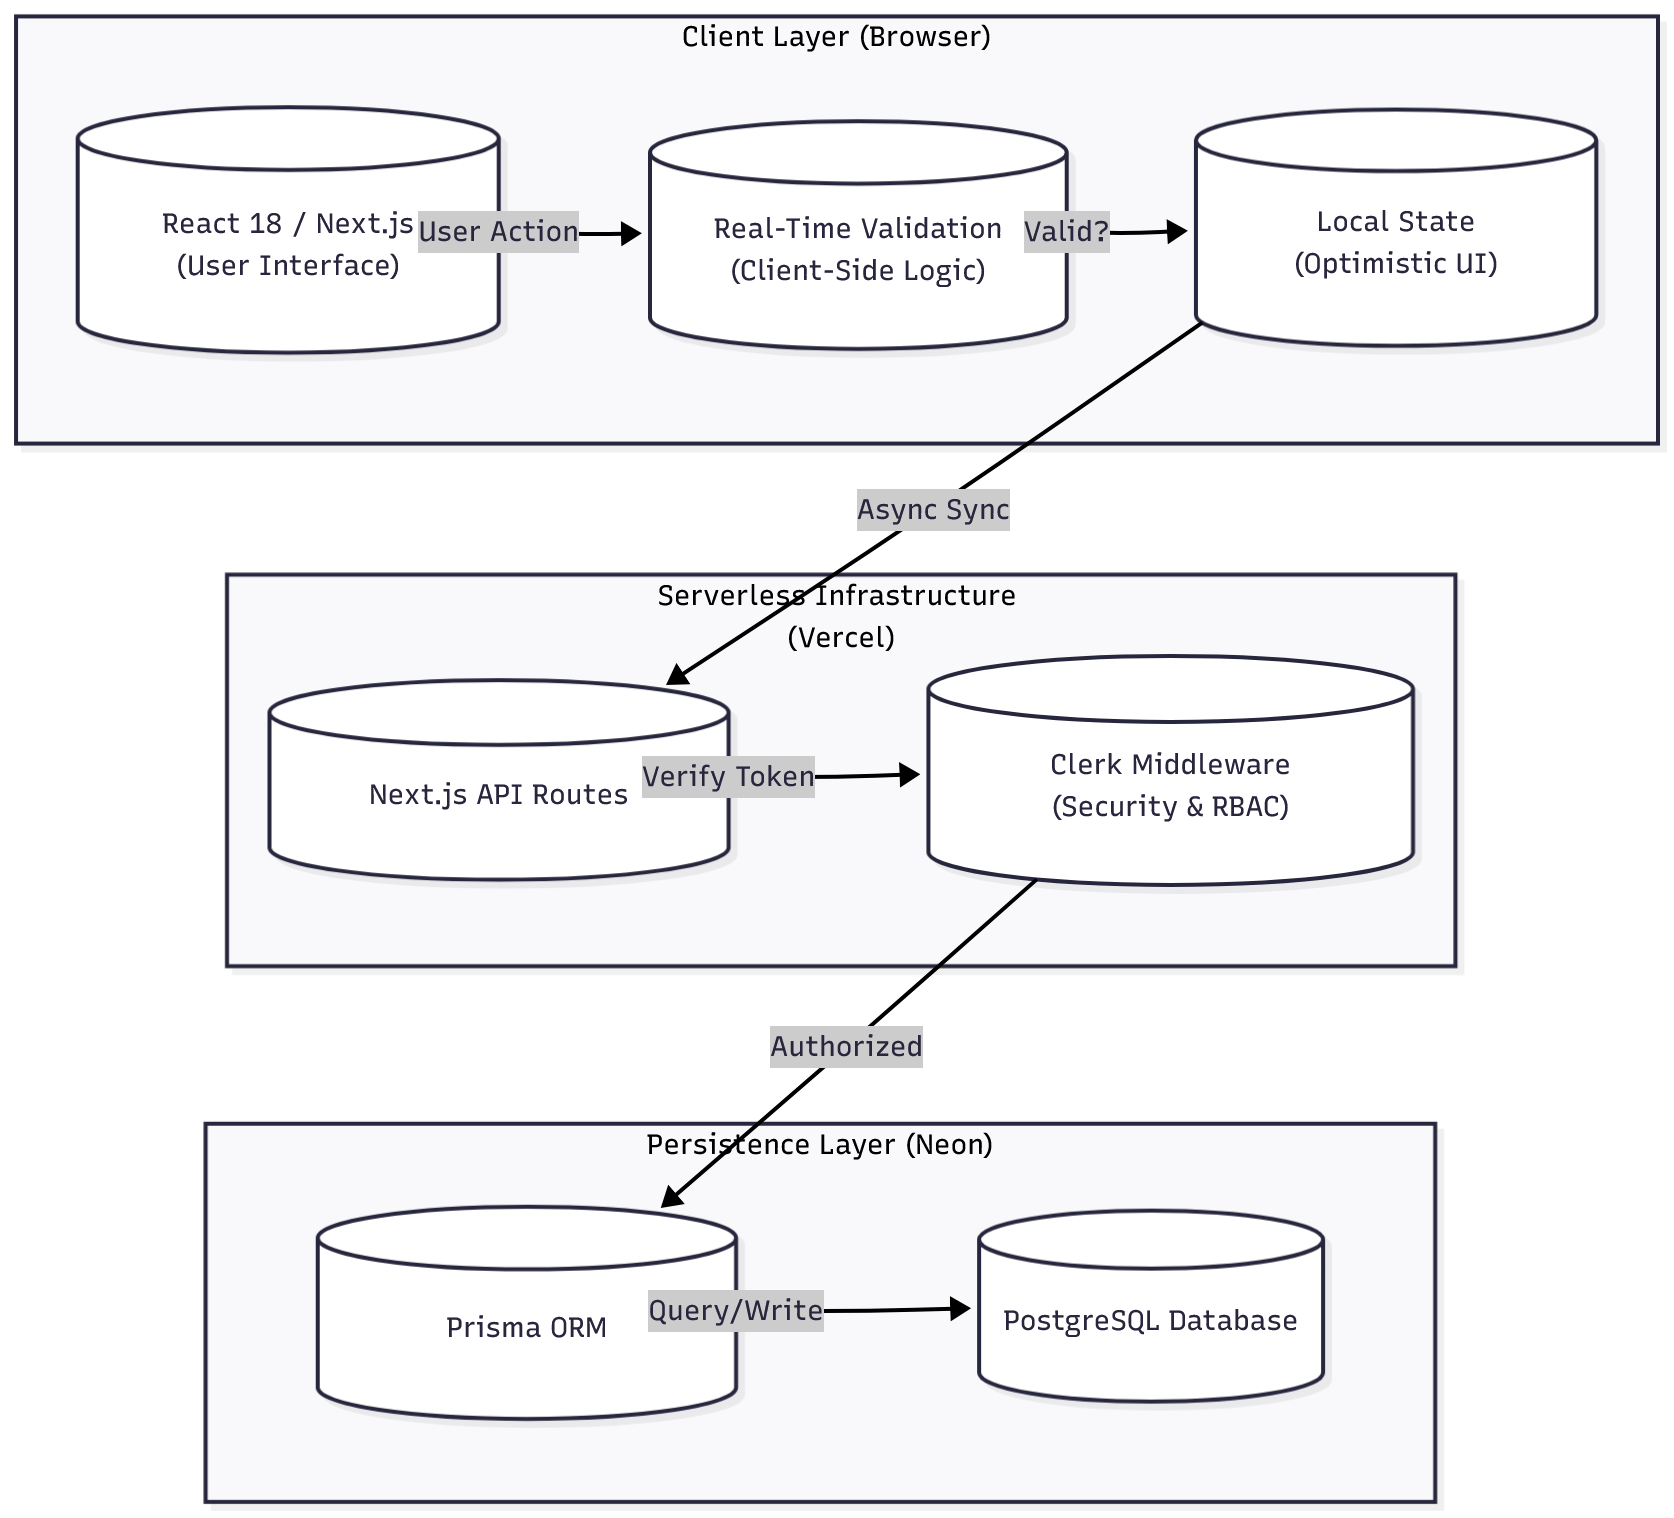 Client Layer (Browser)
React 18 / Next.js
(User Interface)
User Action
Real-Time Validation
(Client-Side Logic)
Valid?
Local State
(Optimistic UI)
Async Sync
Serverless Infrastructure
(Vercel)
Next.js API Routes
Verify Token
Clerk Middleware
(Security & RBAC)
Authorized
Persistence Layer (Neon)
Prisma ORM
Query/Write
PostgreSQL Database